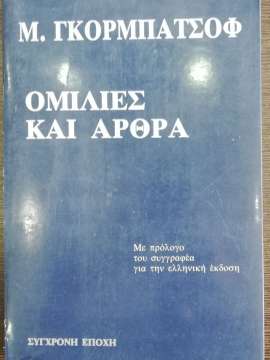 Μ. ΓΚΟΡΜΠΑΤΣΟΦ
ΟΜΙΛΙΕΣ
ΚΑΙ ΑΡΘΡΑ
Με πρόλογο
του συγγραφέα
για την ελληνική έκδοση
ΣΥΓΧΡΟΝΗ ΕΠΟΧΗ